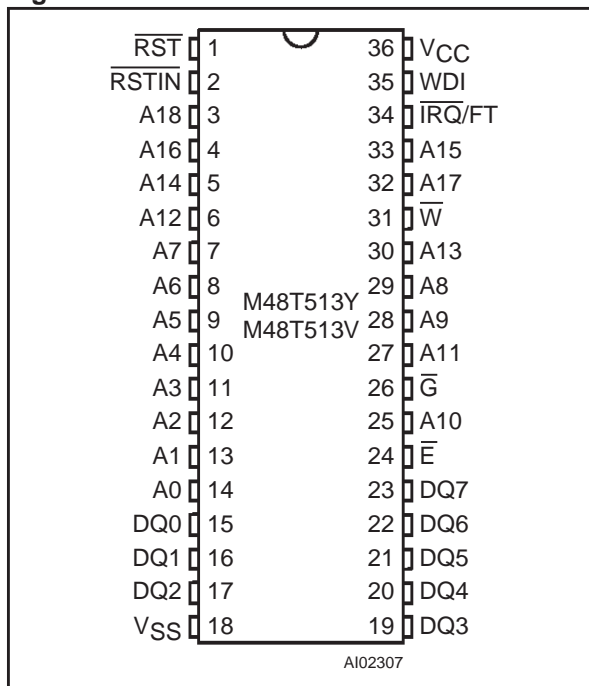 R̅S̅T̅ 1 36 VCC
R̅S̅T̅I̅N̅ 2 35 WDI
A18 3 34 I̅R̅Q̅/FT
A16 4 33 A15
A14 5 32 A17
A12 6 31 W̅
A7 7 30 A13
A6 8 29 A8
M48T513Y
A5 9 28 A9
M48T513V
A4 10 27 A11
A3 11 26 G̅
A2 12 25 A10
A1 13 24 E̅
A0 14 23 DQ7
DQ0 15 22 DQ6
DQ1 16 21 DQ5
DQ2 17 20 DQ4
VSS 18 19 DQ3
AI02307